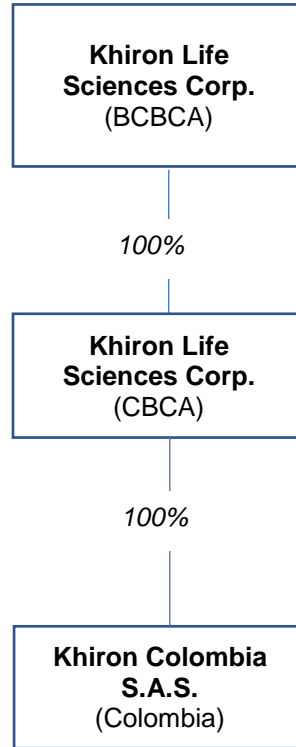 Khiron Life
Sciences Corp.
(BCBCA)
100%
Khiron Life
Sciences Corp.
(CBCA)
100%
Khiron Colombia
S.A.S.
(Colombia)